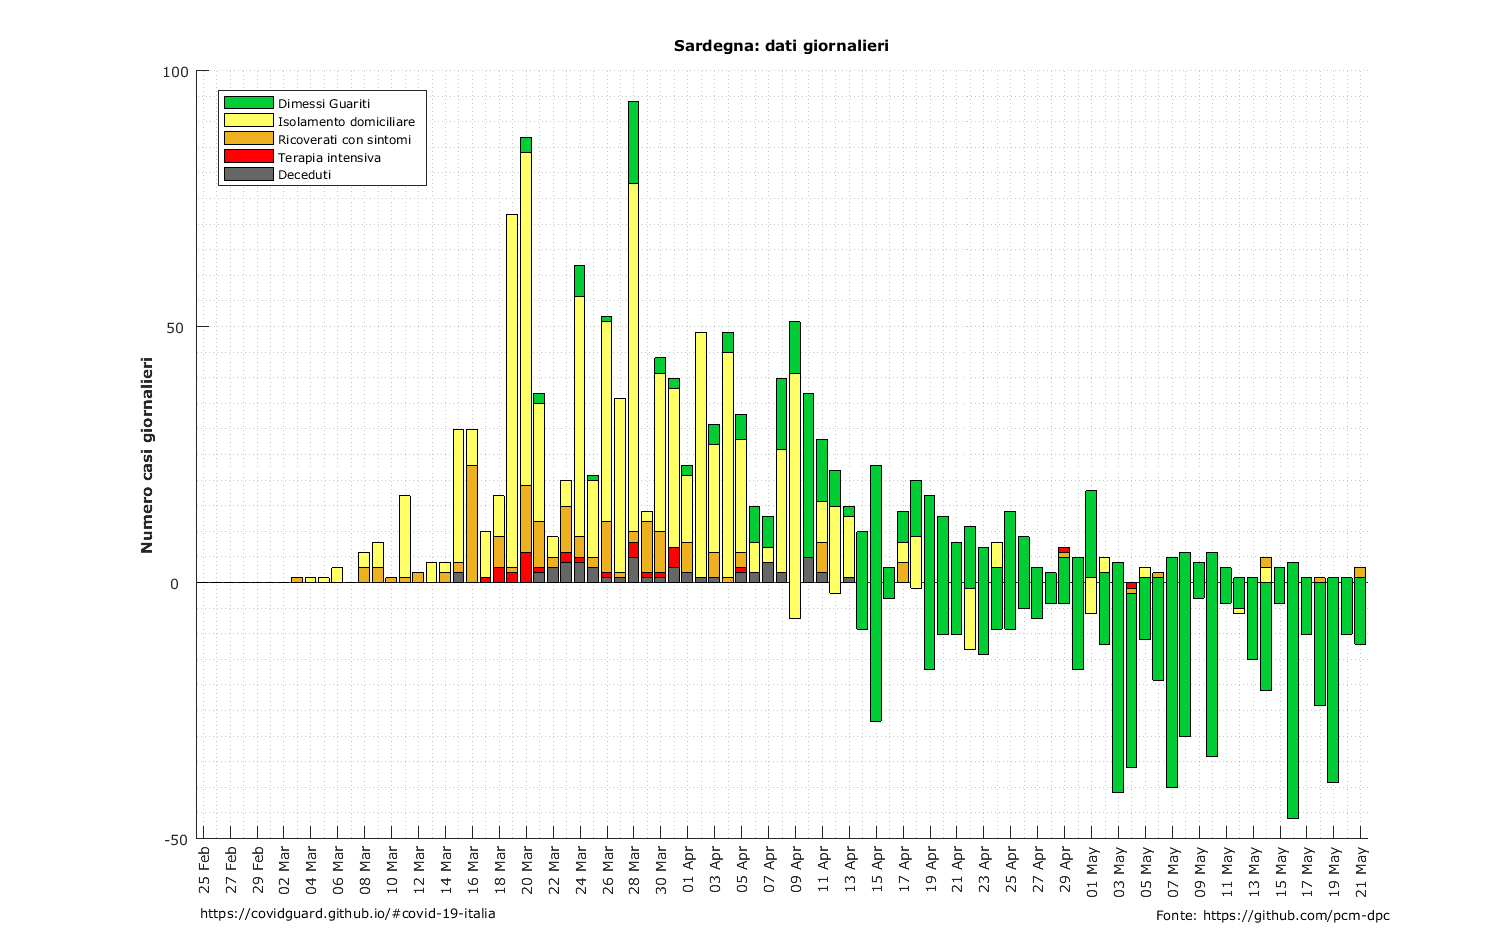 Sardegna: dati giornalieri
100
50
0
-50
Numero casi giornalieri
Dimessi Guariti
Isolamento domiciliare
Ricoverati con sintomi
Terapia intensiva
Deceduti
25 Feb
27 Feb
29 Feb
02 Mar
04 Mar
06 Mar
08 Mar
10 Mar
12 Mar
14 Mar
16 Mar
18 Mar
20 Mar
22 Mar
24 Mar
26 Mar
28 Mar
30 Mar
01 Apr
03 Apr
05 Apr
07 Apr
09 Apr
11 Apr
13 Apr
15 Apr
17 Apr
19 Apr
21 Apr
23 Apr
25 Apr
27 Apr
29 Apr
01 May
03 May
05 May
07 May
09 May
11 May
13 May
15 May
17 May
19 May
21 May
https://covidguard.github.io/#covid-19-italia
Fonte: https://github.com/pcm-dpc